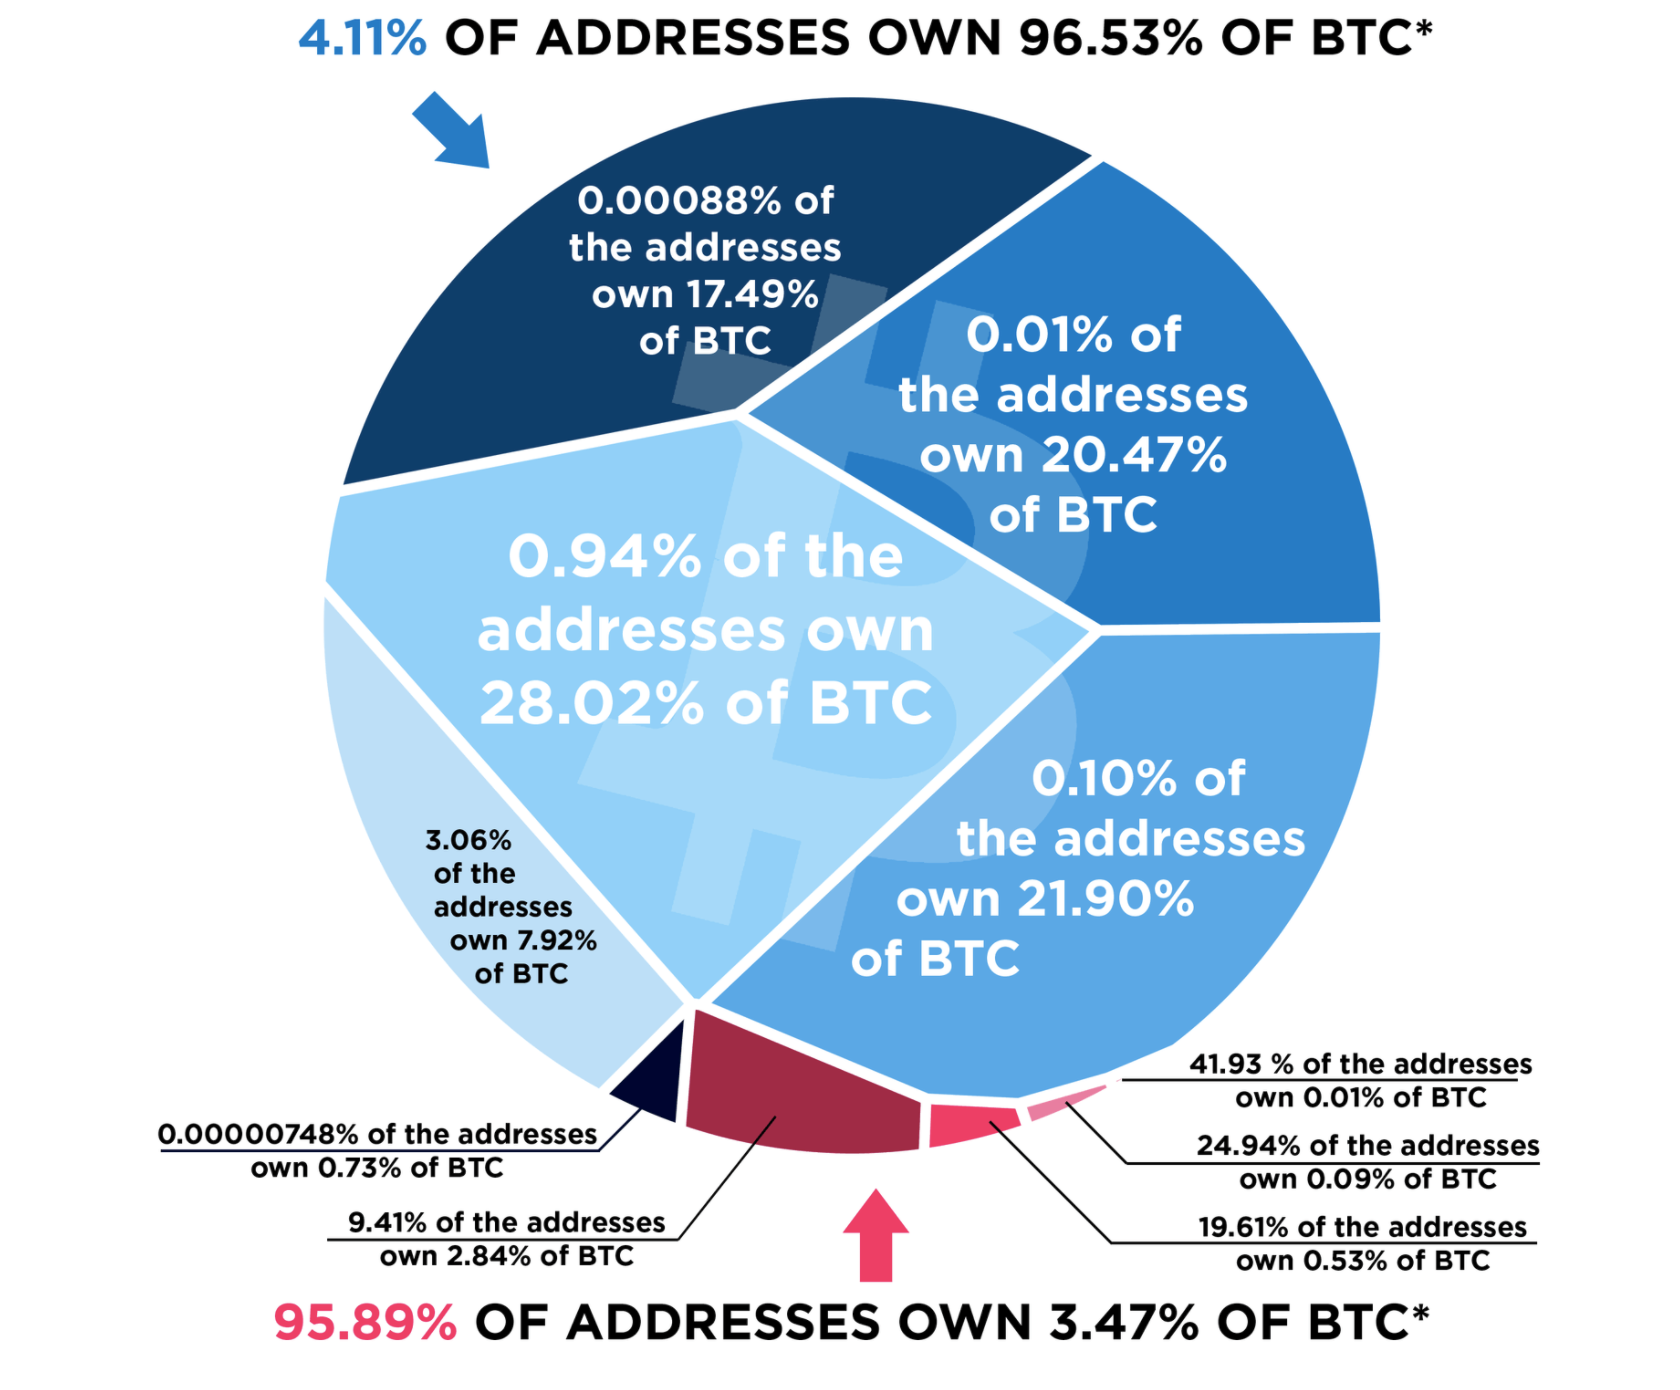 4.11% OF ADDRESSES OWN 96.53% OF BTC*
0.00088% of
the addresses
own 17.49%
of BTC
0.01% of
the addresses
own 20.47%
of BTC
0.94% of the
addresses own
28.02% of BTC
0.10% of
the addresses
own 21.90%
of BTC
3.06%
of the
addresses
own 7.92%
of BTC
41.93 % of the addresses
own 0.01% of BTC
0.00000748% of the addresses
own 0.73% of BTC
24.94% of the addresses
own 0.09% of BTC
9.41% of the addresses
own 2.84% of BTC
19.61% of the addresses
own 0.53% of BTC
95.89% OF ADDRESSES OWN 3.47% OF BTC*